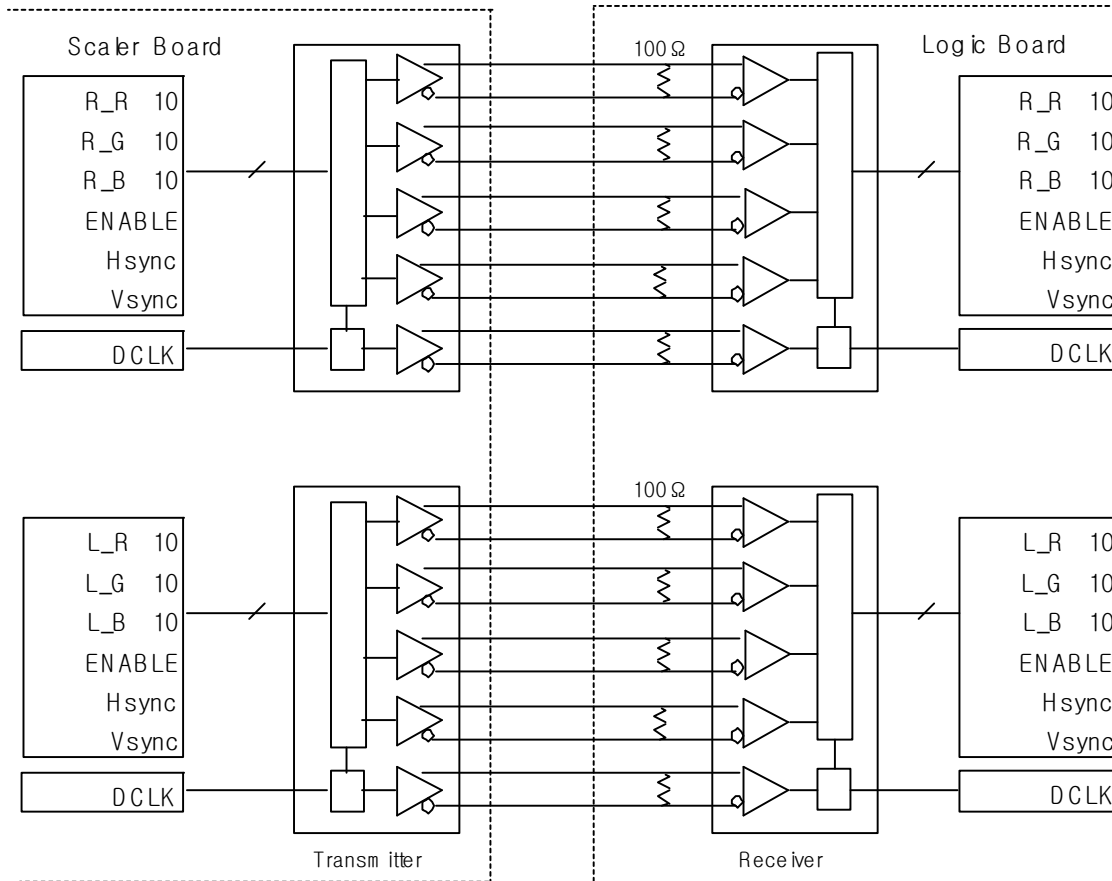 Scaler Board
Logic Board
100Ω
R_R 10
R_G 10
R_B 10
ENABLE
Hsync
Vsync
DCLK
R_R 10
R_G 10
R_B 10
ENABLE
Hsync
Vsync
DCLK
100Ω
L_R 10
L_G 10
L_B 10
ENABLE
Hsync
Vsync
DCLK
L_R 10
L_G 10
L_B 10
ENABLE
Hsync
Vsync
DCLK
Transmitter
Receiver